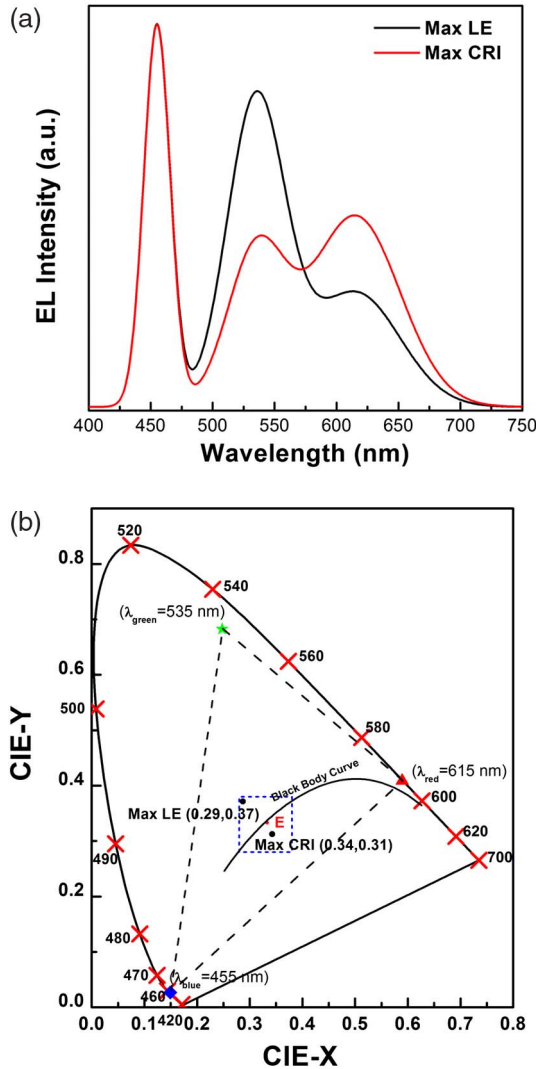 (a)
Max LE
Max CRI
EL Intensity (a.u.)
400 450 500 550 600 650 700 750
Wavelength (nm)
(b)
520
0.8
540
(λgreen=535 nm)
560
0.6
500
580
CIE-Y
(λred=615 nm)
0.4
Black Body Curve
600
Max LE (0.29,0.37)
E
620
Max CRI (0.34,0.31)
490
700
0.2
480
470
(λblue=455 nm)
460
0.0
420
0.0 0.1 0.2 0.3 0.4 0.5 0.6 0.7 0.8
CIE-X